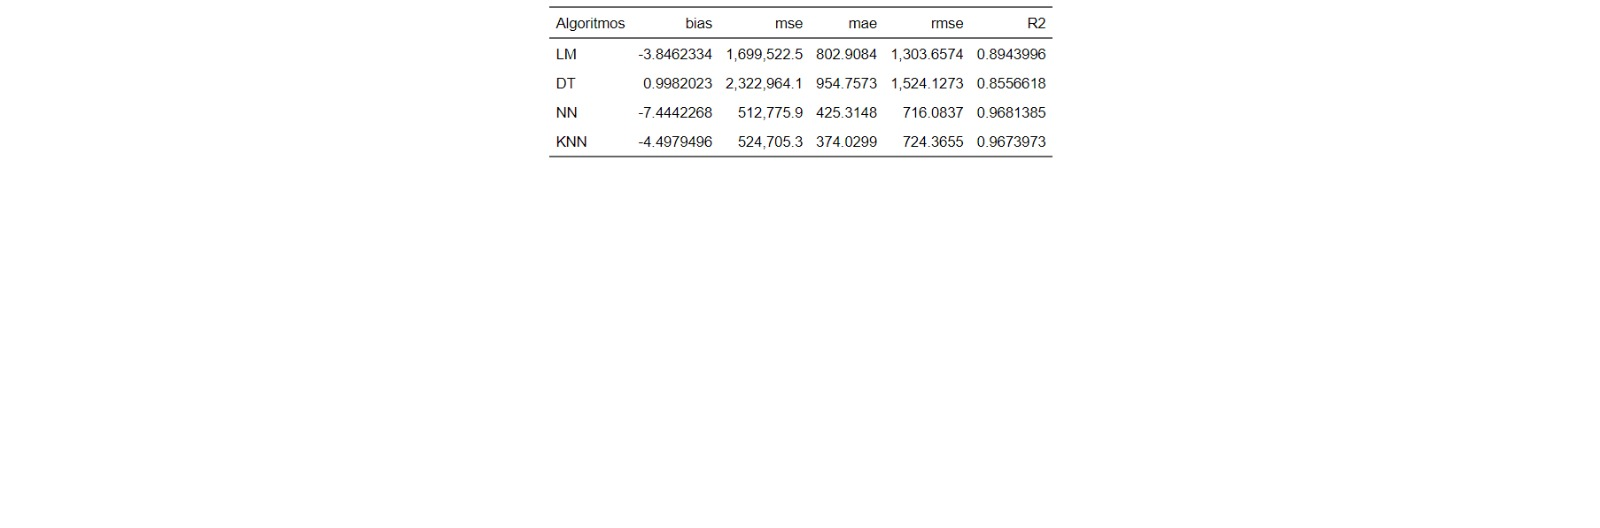 Algoritmos bias mse mae rmse R2
LM -3.8462334 1,699,522.5 802.9084 1,303.6574 0.8943996
DT 0.9982023 2,322,964.1 954.7573 1,524.1273 0.8556618
NN -7.4442268 512,775.9 425.3148 716.0837 0.9681385
KNN -4.4979496 524,705.3 374.0299 724.3655 0.9673973